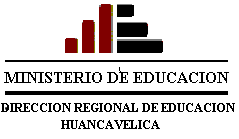 MINISTERIO DE EDUCACION
DIRECCION REGIONAL DE EDUCACION
HUANCAVELICA